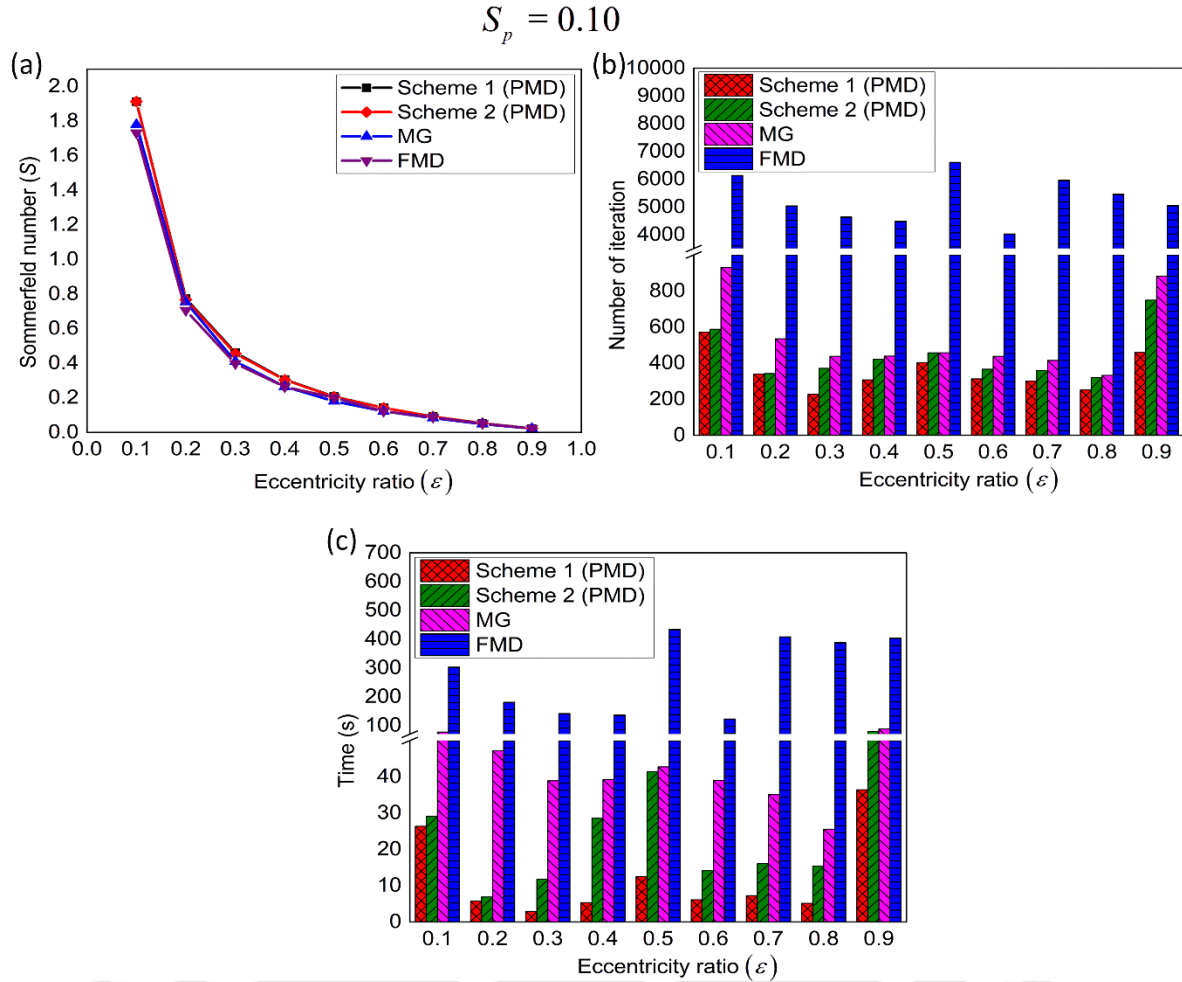 S_p = 0.10
(a)
Scheme 1 (PMD)
Scheme 2 (PMD)
MG
FMD
Sommerfeld number (S)
2.0
1.8
1.6
1.4
1.2
1.0
0.8
0.6
0.4
0.2
0.0
0.0 0.1 0.2 0.3 0.4 0.5 0.6 0.7 0.8 0.9 1.0
Eccentricity ratio (ε)
(b)
Scheme 1 (PMD)
Scheme 2 (PMD)
MG
FMD
Number of iteration
10000
9000
8000
7000
6000
5000
4000
800
600
400
200
0
0.1 0.2 0.3 0.4 0.5 0.6 0.7 0.8 0.9
Eccentricity ratio (ε)
(c)
Scheme 1 (PMD)
Scheme 2 (PMD)
MG
FMD
Time (s)
700
600
500
400
300
200
100
40
30
20
10
0
0.1 0.2 0.3 0.4 0.5 0.6 0.7 0.8 0.9
Eccentricity ratio (ε)